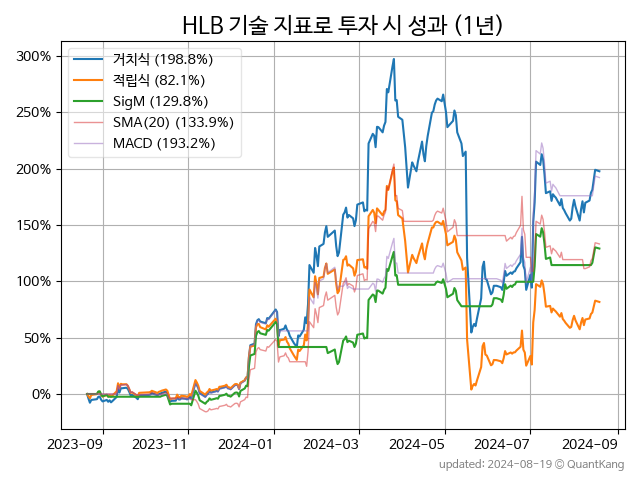 HLB 기술 지표로 투자 시 성과 (1년)
300%
250%
200%
150%
100%
50%
0%
거치식 (198.8%)
적립식 (82.1%)
SigM (129.8%)
SMA(20) (133.9%)
MACD (193.2%)
2023-09 2023-11 2024-01 2024-03 2024-05 2024-07 2024-09
updated: 2024-08-19 © QuantKang